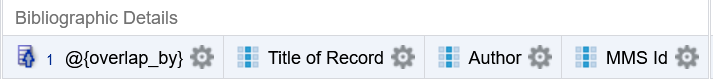 Bibliographic Details
1 @{overlap_by} Title of Record Author MMS Id